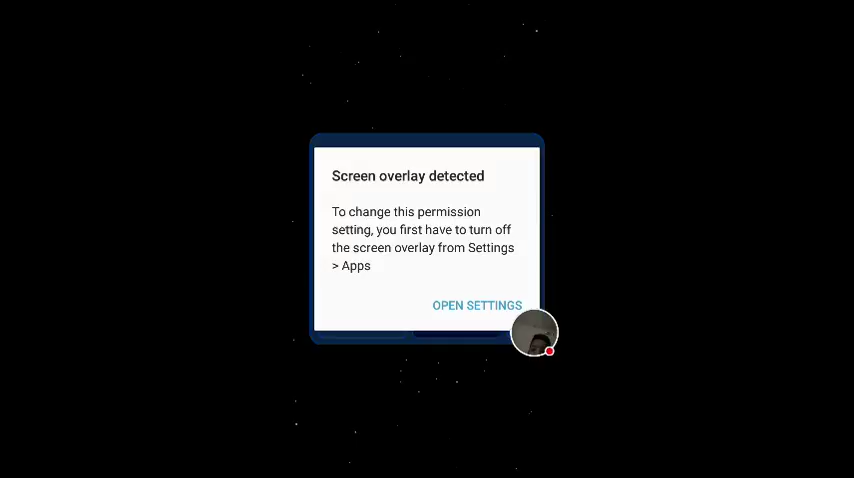 Screen overlay detected
To change this permission
setting, you first have to turn off
the screen overlay from Settings
> Apps
OPEN SETTINGS